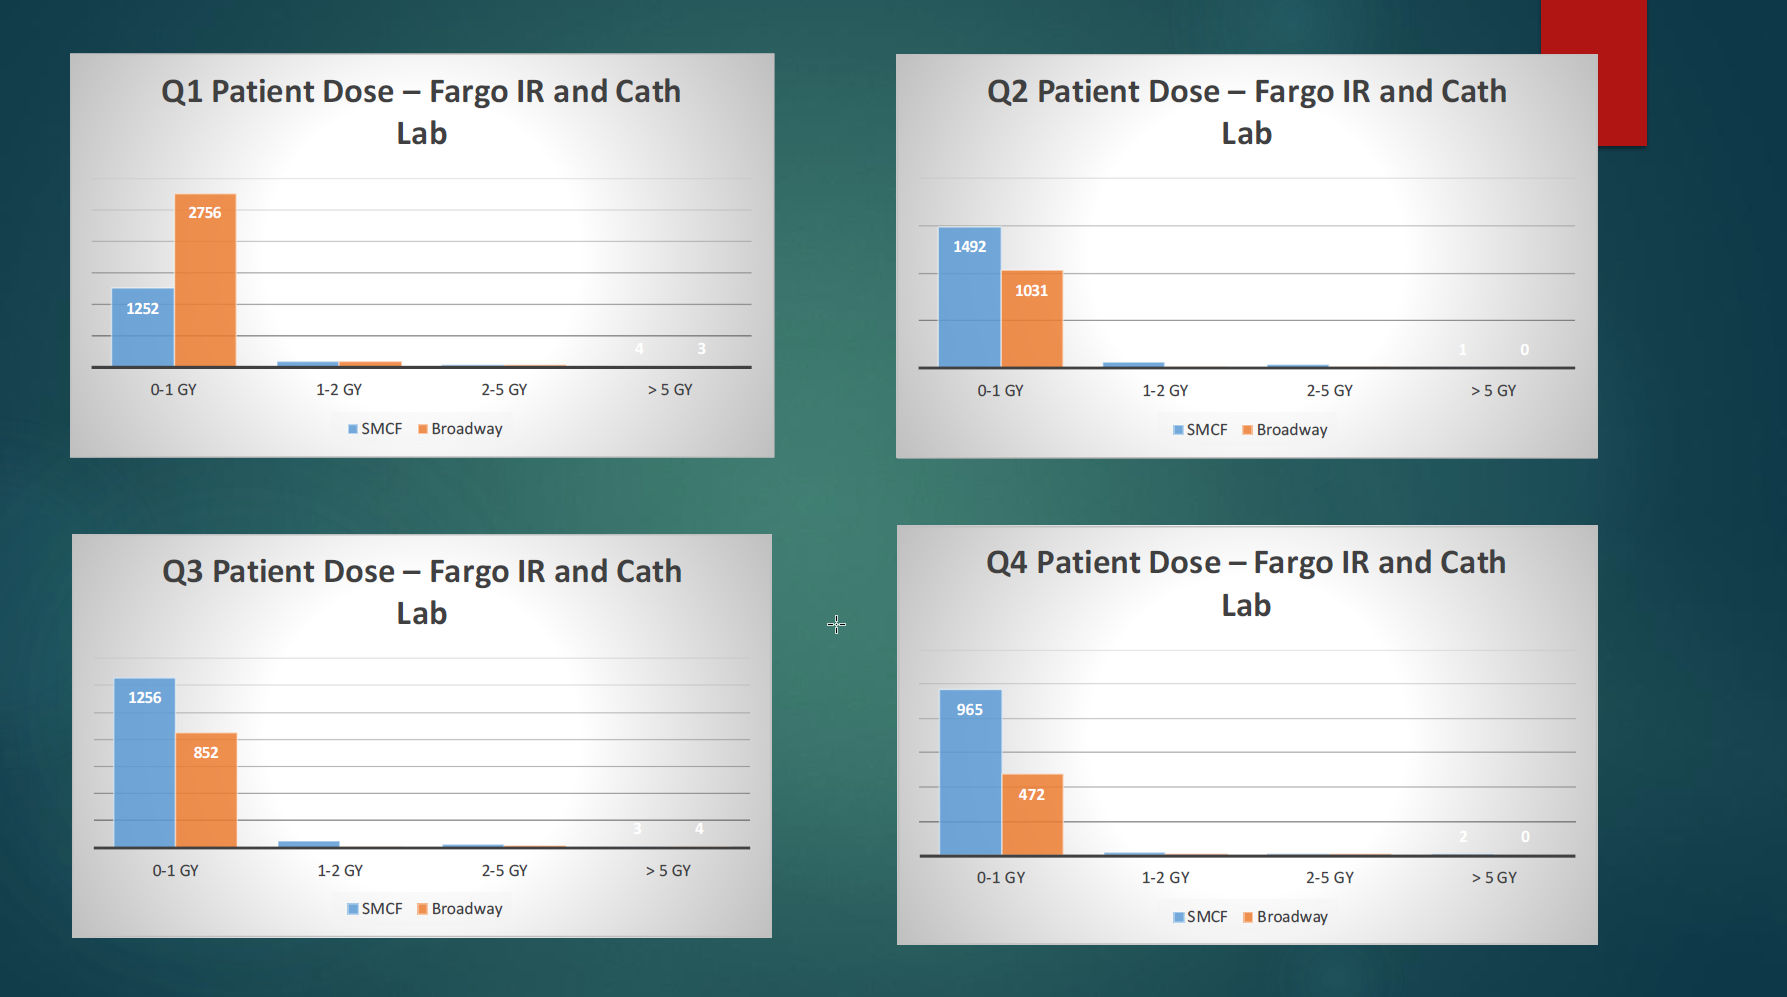 Q1 Patient Dose – Fargo IR and Cath
Lab
2756
1252
4 3
0-1 GY 1-2 GY 2-5 GY > 5 GY
SMCF Broadway
Q2 Patient Dose – Fargo IR and Cath
Lab
1492
1031
1 0
0-1 GY 1-2 GY 2-5 GY > 5 GY
SMCF Broadway
Q3 Patient Dose – Fargo IR and Cath
Lab
1256
852
3 4
0-1 GY 1-2 GY 2-5 GY > 5 GY
SMCF Broadway
Q4 Patient Dose – Fargo IR and Cath
Lab
965
472
2 0
0-1 GY 1-2 GY 2-5 GY > 5 GY
SMCF Broadway